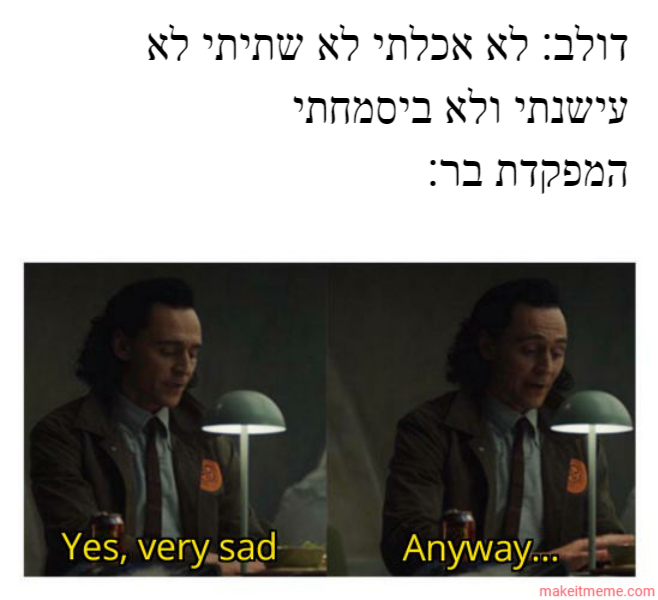 דולב: לא אכלתי לא שתיתי לא
עישנתי ולא ביסמחתי
המפקדת בר:
Yes, very sad
Anyway...
makeitmeme.com